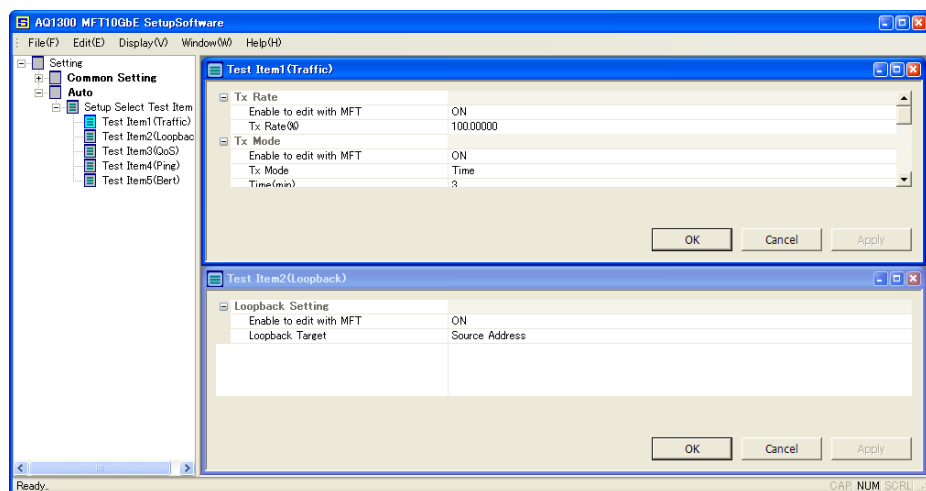 AQ1300 MFT10GbE SetupSoftware
File(F) Edit(E) Display(V) Window(W) Help(H)
Setting
Common Setting
Auto
Setup Select Test Item
Test Item1(Traffic)
Test Item2(Loopbac
Test Item3(QoS)
Test Item4(Ping)
Test Item5(Bert)
Test Item1(Traffic)
Tx Rate
Enable to edit with MFT ON
Tx Rate(%) 100.00000
Tx Mode
Enable to edit with MFT ON
Tx Mode Time
Time(min) 3
OK Cancel Apply
Test Item2(Loopback)
Loopback Setting
Enable to edit with MFT ON
Loopback Target Source Address
OK Cancel Apply
Ready. CAP NUM SCRL